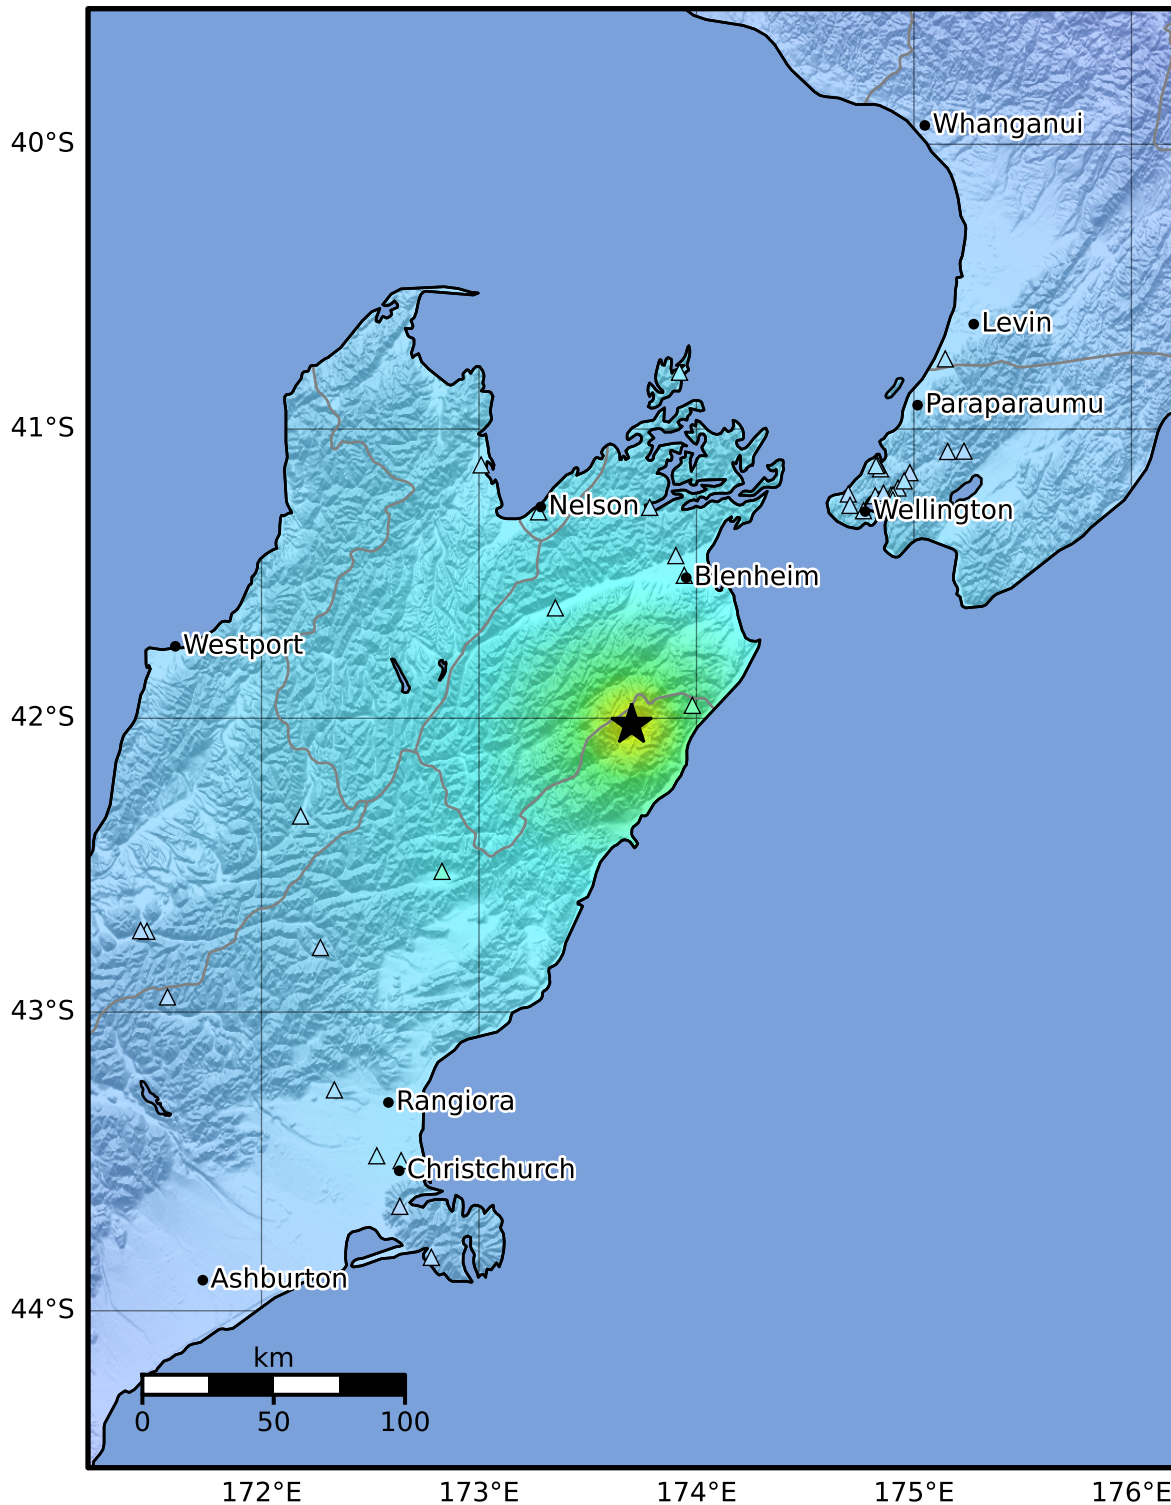 Whanganui
40°S
Levin
Paraparaumu
41°S
Nelson
Wellington
Blenheim
Westport
42°S
43°S
Rangiora
Christchurch
Ashburton
44°S
km
0 50 100
172°E 173°E 174°E 175°E 176°E